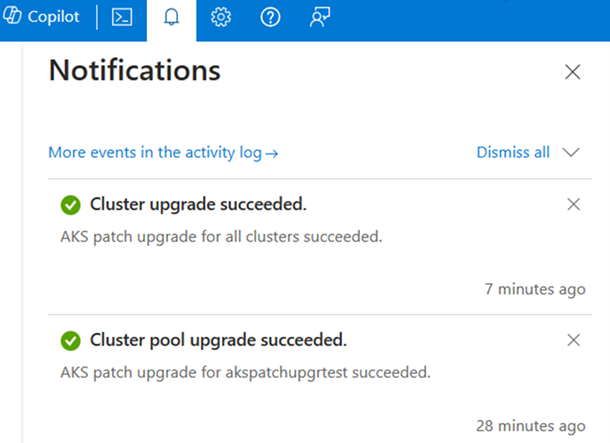 Copilot
Notifications
More events in the activity log→ Dismiss all
Cluster upgrade succeeded.
AKS patch upgrade for all clusters succeeded.
7 minutes ago
Cluster pool upgrade succeeded.
AKS patch upgrade for akspatchupgrtest succeeded.
28 minutes ago